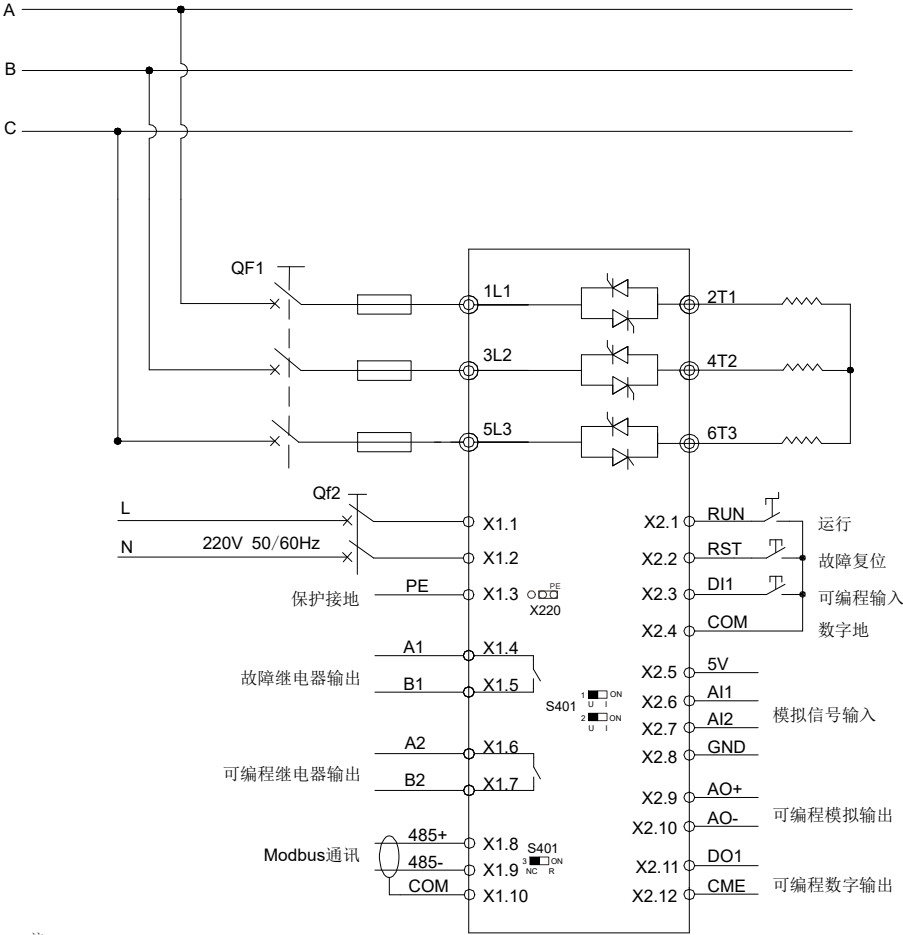 A
B
C
QF1
1L1
2T1
3L2
4T2
5L3
6T3
Qf2
L
N
220V 50/60Hz
X1.1
X1.2
保护接地
PE
X1.3
PE
X220
X2.1
RUN
运行
X2.2
RST
故障复位
X2.3
DI1
可编程输入
X2.4
COM
数字地
故障继电器输出
A1
X1.4
B1
X1.5
S401
1
ON
U I
2
ON
U I
X2.5
5V
X2.6
AI1
X2.7
AI2
模拟信号输入
X2.8
GND
可编程继电器输出
A2
X1.6
B2
X1.7
X2.9
AO+
X2.10
AO-
可编程模拟输出
Modbus通讯
485+
X1.8
485-
X1.9
COM
X1.10
S401
3
ON
NC R
X2.11
DO1
X2.12
CME
可编程数字输出